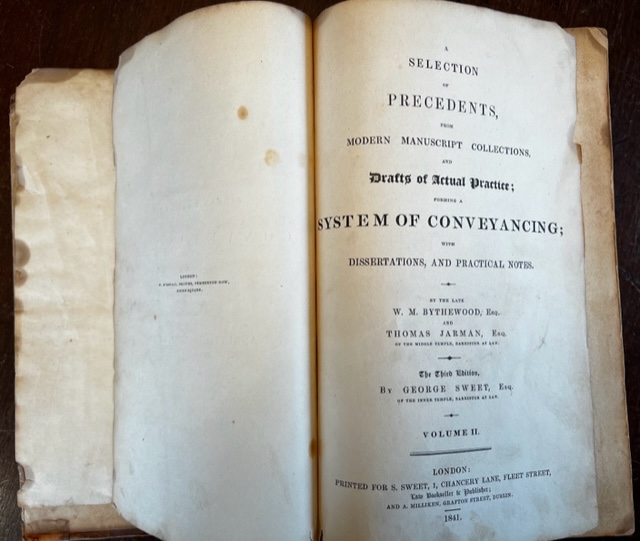 LONDON:
A
SELECTION
OF
PRECEDENTS,
FROM
MODERN MANUSCRIPT COLLECTIONS,
AND
Drafts of Actual Practice;
FORMING A
SYSTEM OF CONVEYANCING;
WITH
DISSERTATIONS, AND PRACTICAL NOTES.
BY THE LATE
W. M. BYTHEWOOD, Esq.
AND
THOMAS JARMAN, Esq.
OF THE MIDDLE TEMPLE, BARRISTER AT LAW.
The Third Edition,
By GEORGE SWEET, Esq.
OF THE INNER TEMPLE, BARRISTER AT LAW.
VOLUME II.
LONDON:
PRINTED FOR S. SWEET, 1, CHANCERY LANE, FLEET STREET,
Law Bookseller & Publisher;
AND A. MILLIKEN, GRAFTON STREET, DUBLIN.
1841.